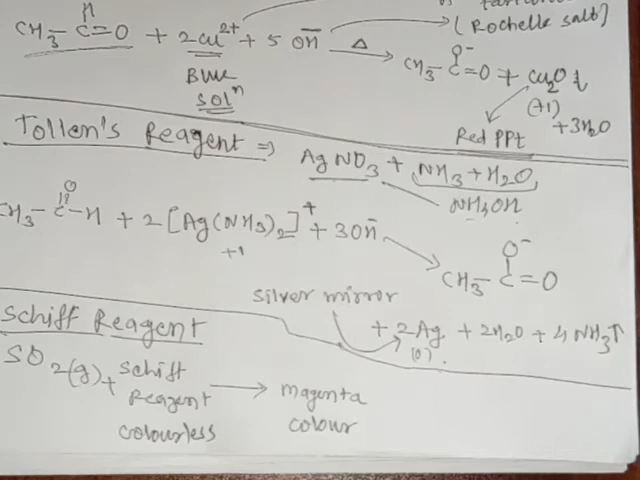 H
CH3-C=O + 2Cu2+ + 5 OH- Δ
[Rochelle salt]
Blue
soln
O-
CH3-C=O + Cu2O↓
(+1)
+3H2O
Red PPt
Tollen's Reagent ⇒ AgNO3 + NH3 + H2O
NH4OH
O
CH3-C-H + 2[Ag(NH3)2]+ + 3OH-
+1
O-
CH3-C=O
silver mirror
+ 2Ag + 2H2O + 4NH3↑
(0)
Schiff Reagent
SO2(g) + Schiff Reagent colourless → magenta colour